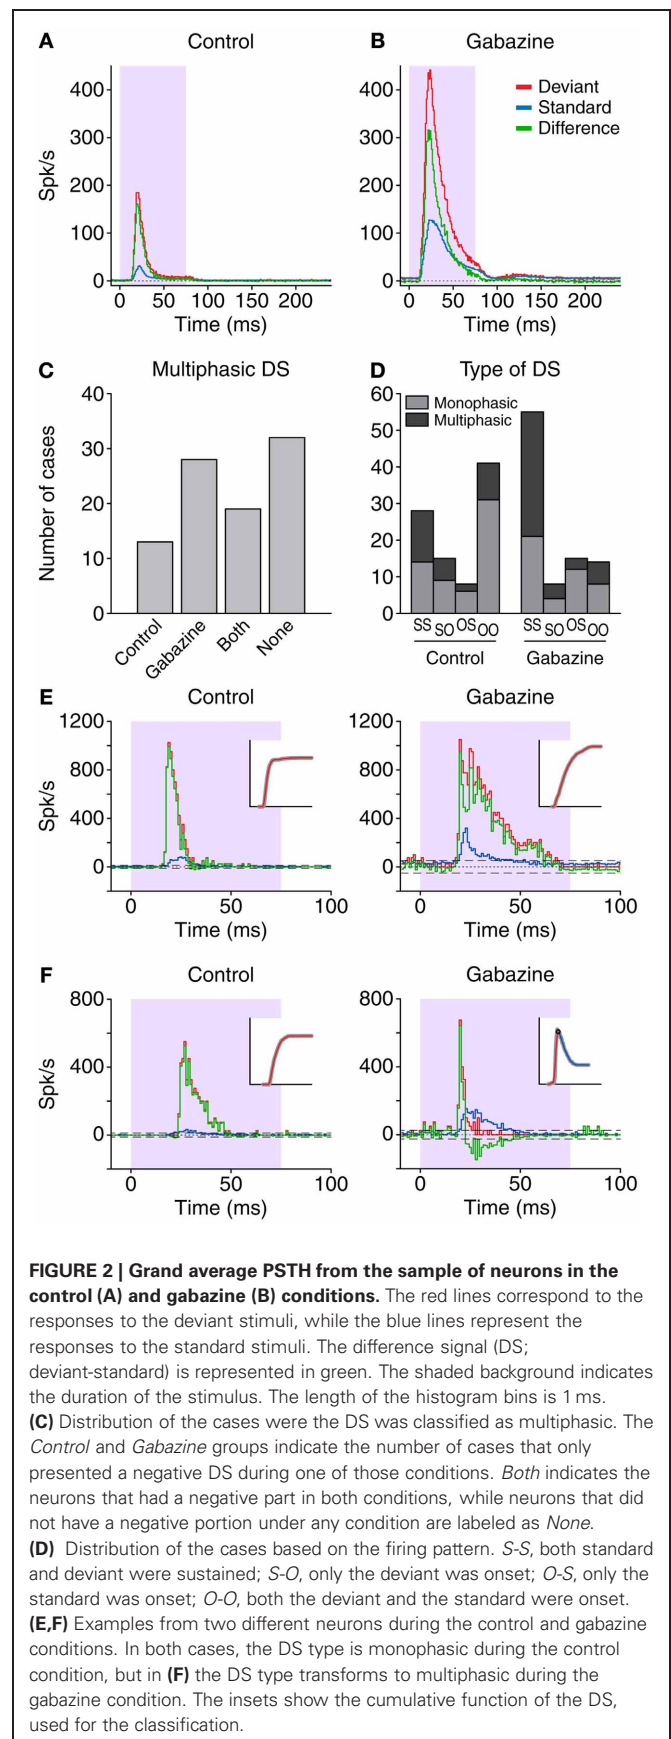 A Control
B Gabazine
Spk/s
400
300
200
100
0
0 50 100 150 200
Time (ms)
400
300
200
100
0
0 50 100 150 200
Time (ms)
Deviant
Standard
Difference
C Multiphasic DS
Number of cases
40
30
20
10
0
Control
Gabazine
Both
None
D Type of DS
60
50
40
30
20
10
0
Monophasic
Multiphasic
SS SO OS OO SS SO OS OO
Control Gabazine
E Control Gabazine
Spk/s
1200
800
400
0
0 50 100
Time (ms)
1200
800
400
0
0 50 100
Time (ms)
F Control Gabazine
Spk/s
800
400
0
0 50 100
Time (ms)
800
400
0
0 50 100
Time (ms)
FIGURE 2 | Grand average PSTH from the sample of neurons in the
control (A) and gabazine (B) conditions. The red lines correspond to the
responses to the deviant stimuli, while the blue lines represent the
responses to the standard stimuli. The difference signal (DS;
deviant-standard) is represented in green. The shaded background indicates
the duration of the stimulus. The length of the histogram bins is 1 ms.
(C) Distribution of the cases were the DS was classified as multiphasic. The
Control and Gabazine groups indicate the number of cases that only
presented a negative DS during one of those conditions. Both indicates the
neurons that had a negative part in both conditions, while neurons that did
not have a negative portion under any condition are labeled as None.
(D) Distribution of the cases based on the firing pattern. S-S, both standard
and deviant were sustained; S-O, only the deviant was onset; O-S, only the
standard was onset; O-O, both the deviant and the standard were onset.
(E,F) Examples from two different neurons during the control and gabazine
conditions. In both cases, the DS type is monophasic during the control
condition, but in (F) the DS type transforms to multiphasic during the
gabazine condition. The insets show the cumulative function of the DS,
used for the classification.